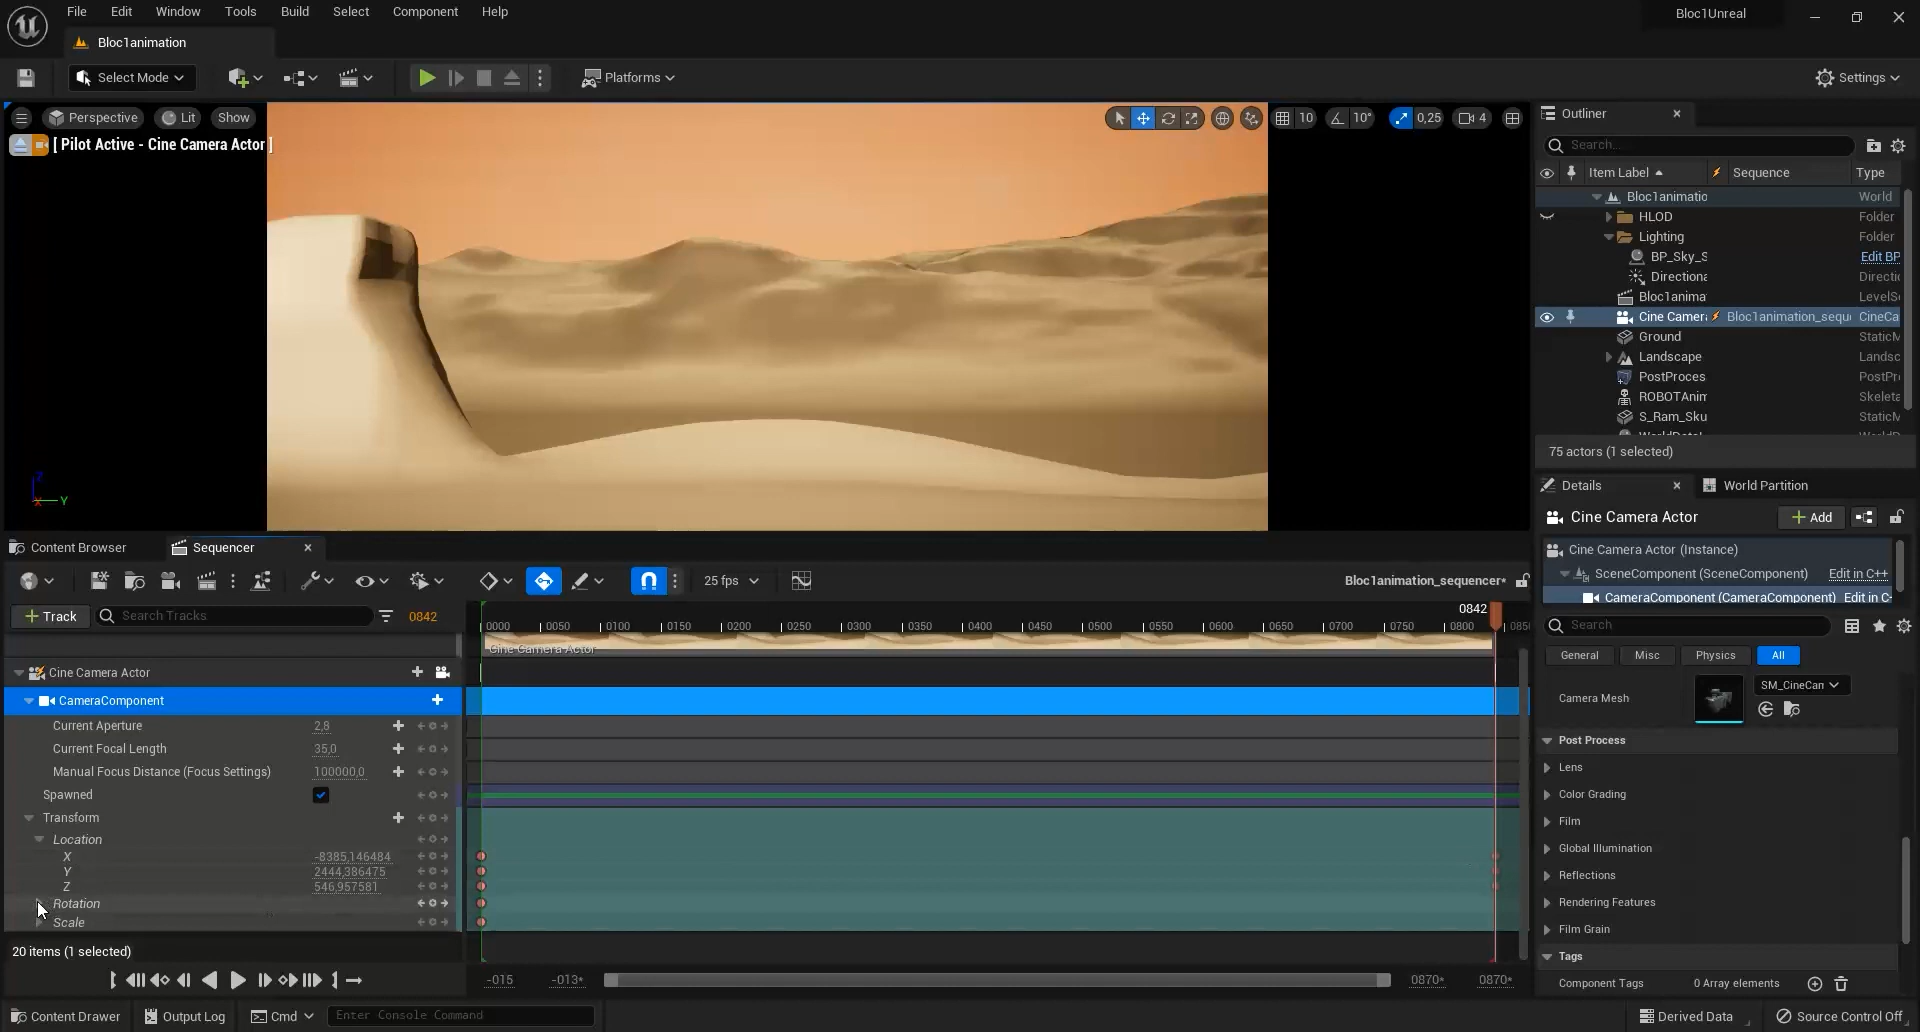 File Edit Window Tools Build Select Component Help
Bloc1Unreal
Bloc1animation
Select Mode
Platforms
Settings
Perspective Lit Show
10 10° 0,25 4
[ Pilot Active - Cine Camera Actor ]
Outliner
Search...
Item Label Sequence Type
Bloc1animatio World
HLOD Folder
Lighting Folder
BP_Sky_S Edit BP
Directiona Directio
Bloc1animat LevelSe
Cine Camera Bloc1animation_seque CineCa
Ground StaticM
Landscape Landsc
PostProces PostPro
ROBOTAnim Skeleta
S_Ram_Sku StaticM
75 actors (1 selected)
Details World Partition
Cine Camera Actor Add
Cine Camera Actor (Instance)
SceneComponent (SceneComponent) Edit in C++
CameraComponent (CameraComponent) Edit in C-
Search
General Misc Physics All
Camera Mesh SM_CineCam
Post Process
Lens
Color Grading
Film
Global Illumination
Reflections
Rendering Features
Film Grain
Tags
Component Tags 0 Array elements
Content Browser Sequencer
25 fps
Bloc1animation_sequencer*
Track Search Tracks 0842
0842
0000 0050 0100 0150 0200 0250 0300 0350 0400 0450 0500 0550 0600 0650 0700 0750 0800 0850
Cine Camera Actor
Cine Camera Actor
CameraComponent
Current Aperture 2,8
Current Focal Length 35,0
Manual Focus Distance (Focus Settings) 100000,0
Spawned
Transform
Location
X -8385,146484
Y 2444,386475
Z 546,957581
Rotation
Scale
20 items (1 selected)
-015 -013* 0870* 0870*
Content Drawer Output Log Cmd Enter Console Command
Derived Data Source Control Off